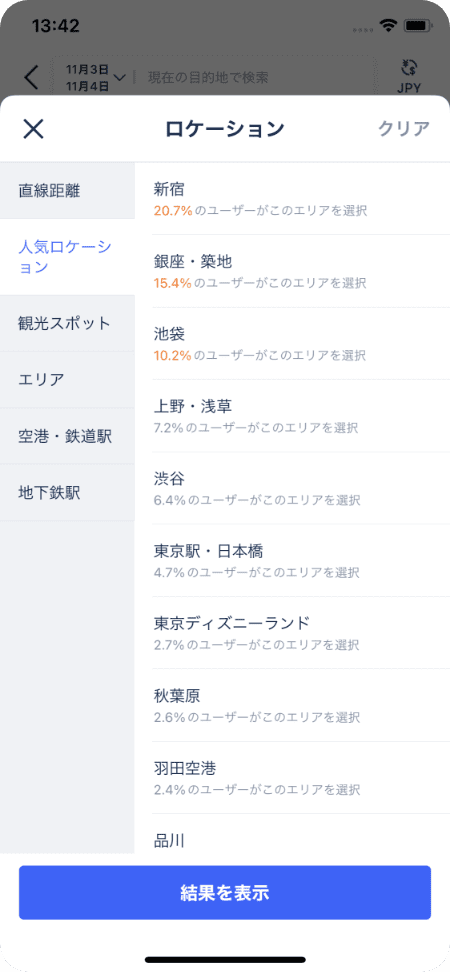 13:42
11月3日
11月4日
現在の目的地で検索
JPY
ロケーション
クリア
直線距離
人気ロケーシ
ョン
観光スポット
エリア
空港・鉄道駅
地下鉄駅
新宿
20.7%のユーザーがこのエリアを選択
銀座・築地
15.4%のユーザーがこのエリアを選択
池袋
10.2%のユーザーがこのエリアを選択
上野・浅草
7.2%のユーザーがこのエリアを選択
渋谷
6.4%のユーザーがこのエリアを選択
東京駅・日本橋
4.7%のユーザーがこのエリアを選択
東京ディズニーランド
2.7%のユーザーがこのエリアを選択
秋葉原
2.6%のユーザーがこのエリアを選択
羽田空港
2.4%のユーザーがこのエリアを選択
品川
結果を表示